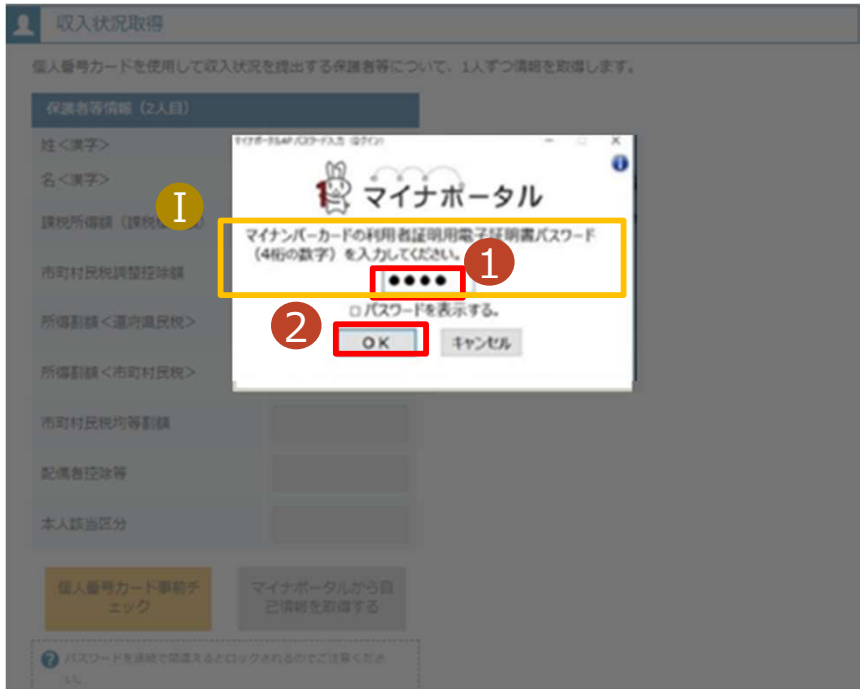 収入状況取得
個人番号カードを使用して収入状況を提出する保護者等について、1人ずつ情報を取得します。
保護者等情報（2人目）
姓＜漢字＞
名＜漢字＞
課税所得額（課税
市町村民税調整控除額
所得割額＜道府県民税＞
所得割額＜市町村民税＞
市町村民税均等割額
配偶者控除等
本人該当区分
個人番号カード事前チ
ェック
マイナポータルから自
己情報を取得する
パスワードを連続で間違えるとロックされるのでご注意くださ
い。
I
マイナポータル
マイナンバーカードの利用者証明用電子証明書パスワード
（4桁の数字）を入力してください。
1
●●●●
パスワードを表示する。
2
OK
キャンセル